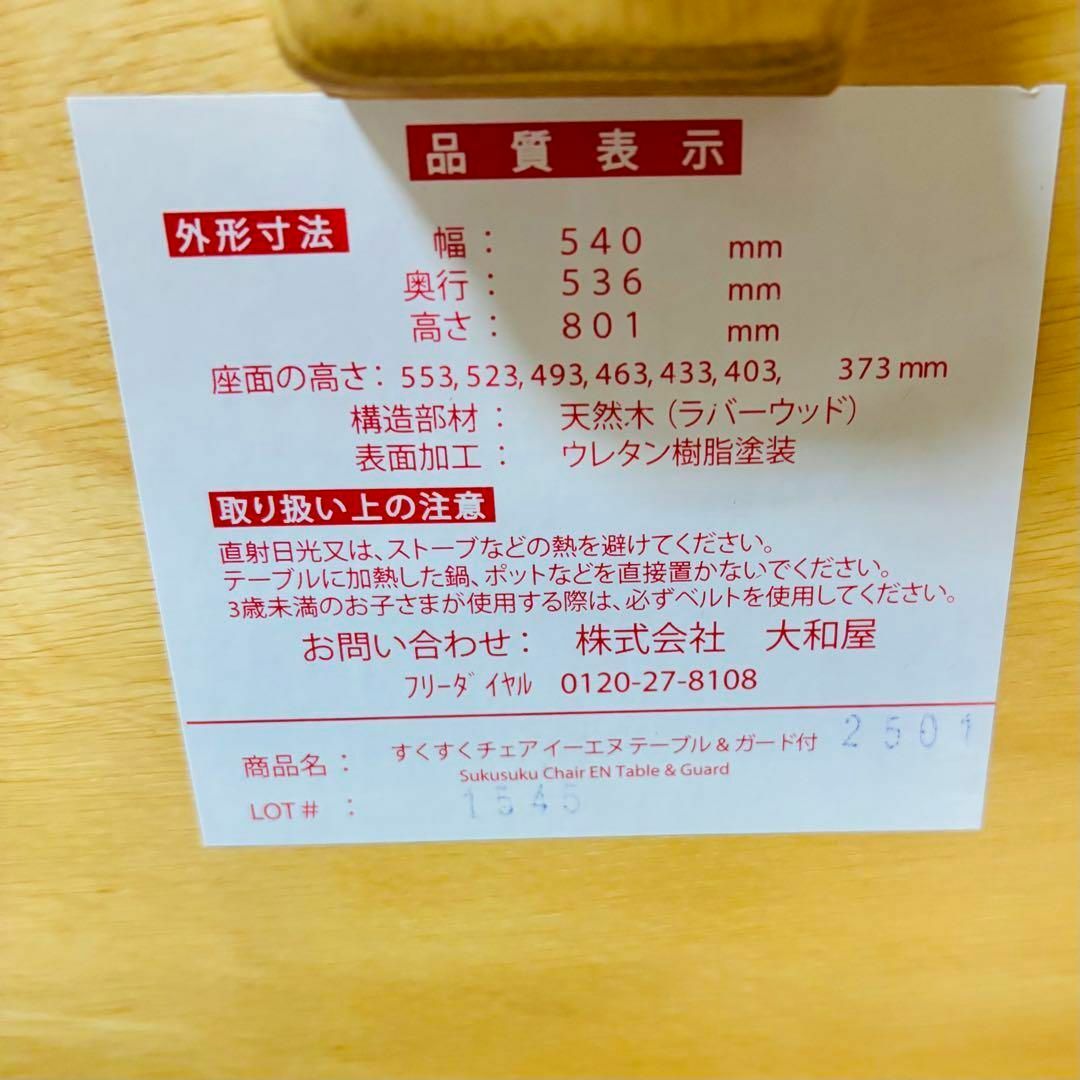 品質表示
外形寸法 幅： 540 mm
奥行： 536 mm
高さ： 801 mm
座面の高さ： 553, 523, 493, 463, 433, 403, 373 mm
構造部材： 天然木（ラバーウッド）
表面加工： ウレタン樹脂塗装
取り扱い上の注意
直射日光又は、ストーブなどの熱を避けてください。
テーブルに加熱した鍋、ポットなどを直接置かないでください。
3歳未満のお子さまが使用する際は、必ずベルトを使用してください。
お問い合わせ： 株式会社 大和屋
ﾌﾘｰﾀﾞｲﾔﾙ 0120-27-8108
商品名： すくすくチェア イーエヌ テーブル & ガード付 2501
Sukusuku Chair EN Table & Guard
LOT #： 1545